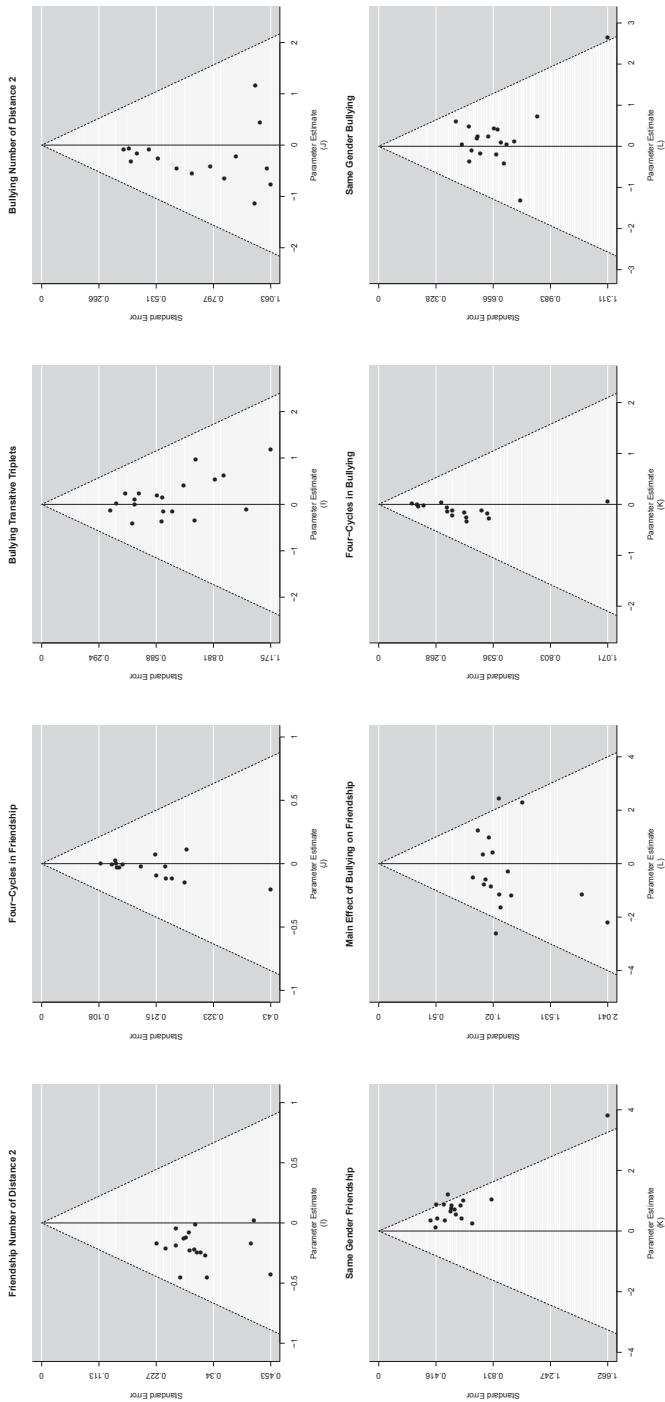 Friendship Number of Distance 2
Standard Error
0
0.113
0.227
0.34
0.453
−1 −0.5 0 0.5 1
Parameter Estimate
(I)
Four−Cycles in Friendship
Standard Error
0
0.108
0.215
0.323
0.43
−1 −0.5 0 0.5 1
Parameter Estimate
(J)
Bullying Transitive Triplets
Standard Error
0
0.294
0.588
0.881
1.175
−2 −1 0 1 2
Parameter Estimate
(I)
Bullying Number of Distance 2
Standard Error
0
0.266
0.531
0.797
1.063
−2 −1 0 1 2
Parameter Estimate
(J)
Same Gender Friendship
Standard Error
0
0.416
0.831
1.247
1.662
−4 −2 0 2 4
Parameter Estimate
(K)
Main Effect of Bullying on Friendship
Standard Error
0
0.51
1.02
1.531
2.041
−4 −2 0 2 4
Parameter Estimate
(L)
Four−Cycles in Bullying
Standard Error
0
0.268
0.536
0.803
1.071
−2 −1 0 1 2
Parameter Estimate
(K)
Same Gender Bullying
Standard Error
0
0.328
0.656
0.983
1.311
−3 −2 −1 0 1 2 3
Parameter Estimate
(L)